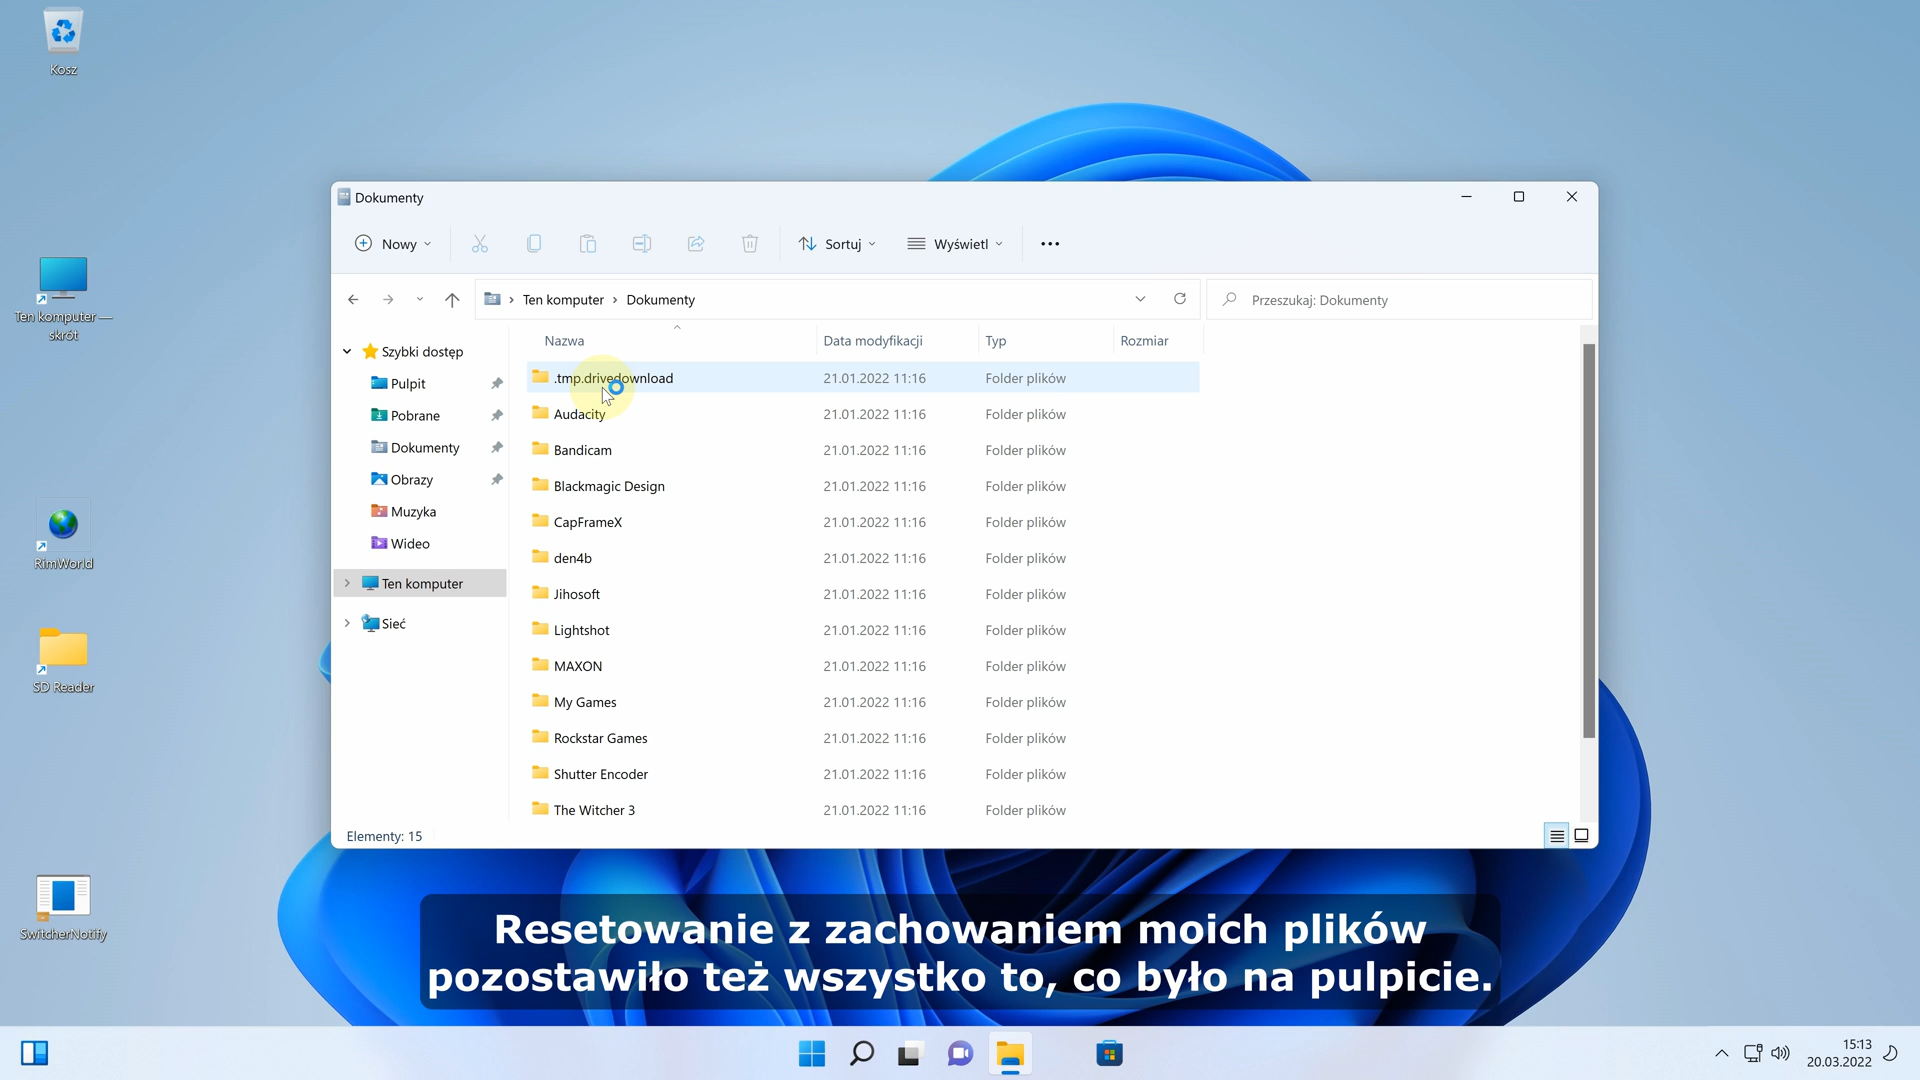 Kosz
Ten komputer —
skrót
RimWorld
SD Reader
SwitcherNotify
Dokumenty
Nowy
Sortuj
Wyświetl
Ten komputer > Dokumenty
Przeszukaj: Dokumenty
Szybki dostęp
Pulpit
Pobrane
Dokumenty
Obrazy
Muzyka
Wideo
Ten komputer
Sieć
Nazwa Data modyfikacji Typ Rozmiar
.tmp.drivedownload 21.01.2022 11:16 Folder plików
Audacity 21.01.2022 11:16 Folder plików
Bandicam 21.01.2022 11:16 Folder plików
Blackmagic Design 21.01.2022 11:16 Folder plików
CapFrameX 21.01.2022 11:16 Folder plików
den4b 21.01.2022 11:16 Folder plików
Jihosoft 21.01.2022 11:16 Folder plików
Lightshot 21.01.2022 11:16 Folder plików
MAXON 21.01.2022 11:16 Folder plików
My Games 21.01.2022 11:16 Folder plików
Rockstar Games 21.01.2022 11:16 Folder plików
Shutter Encoder 21.01.2022 11:16 Folder plików
The Witcher 3 21.01.2022 11:16 Folder plików
Elementy: 15
Resetowanie z zachowaniem moich plików
pozostawiło też wszystko to, co było na pulpicie.
15:13
20.03.2022